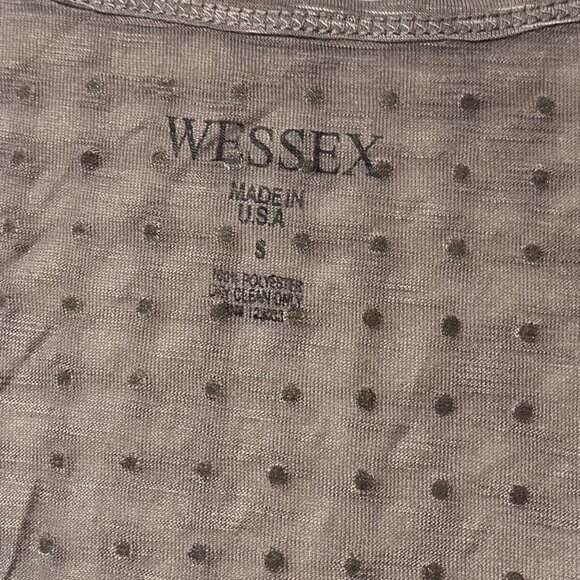 WESSEX
MADE IN
U.S.A
S
100% POLYESTER
DRY CLEAN ONLY